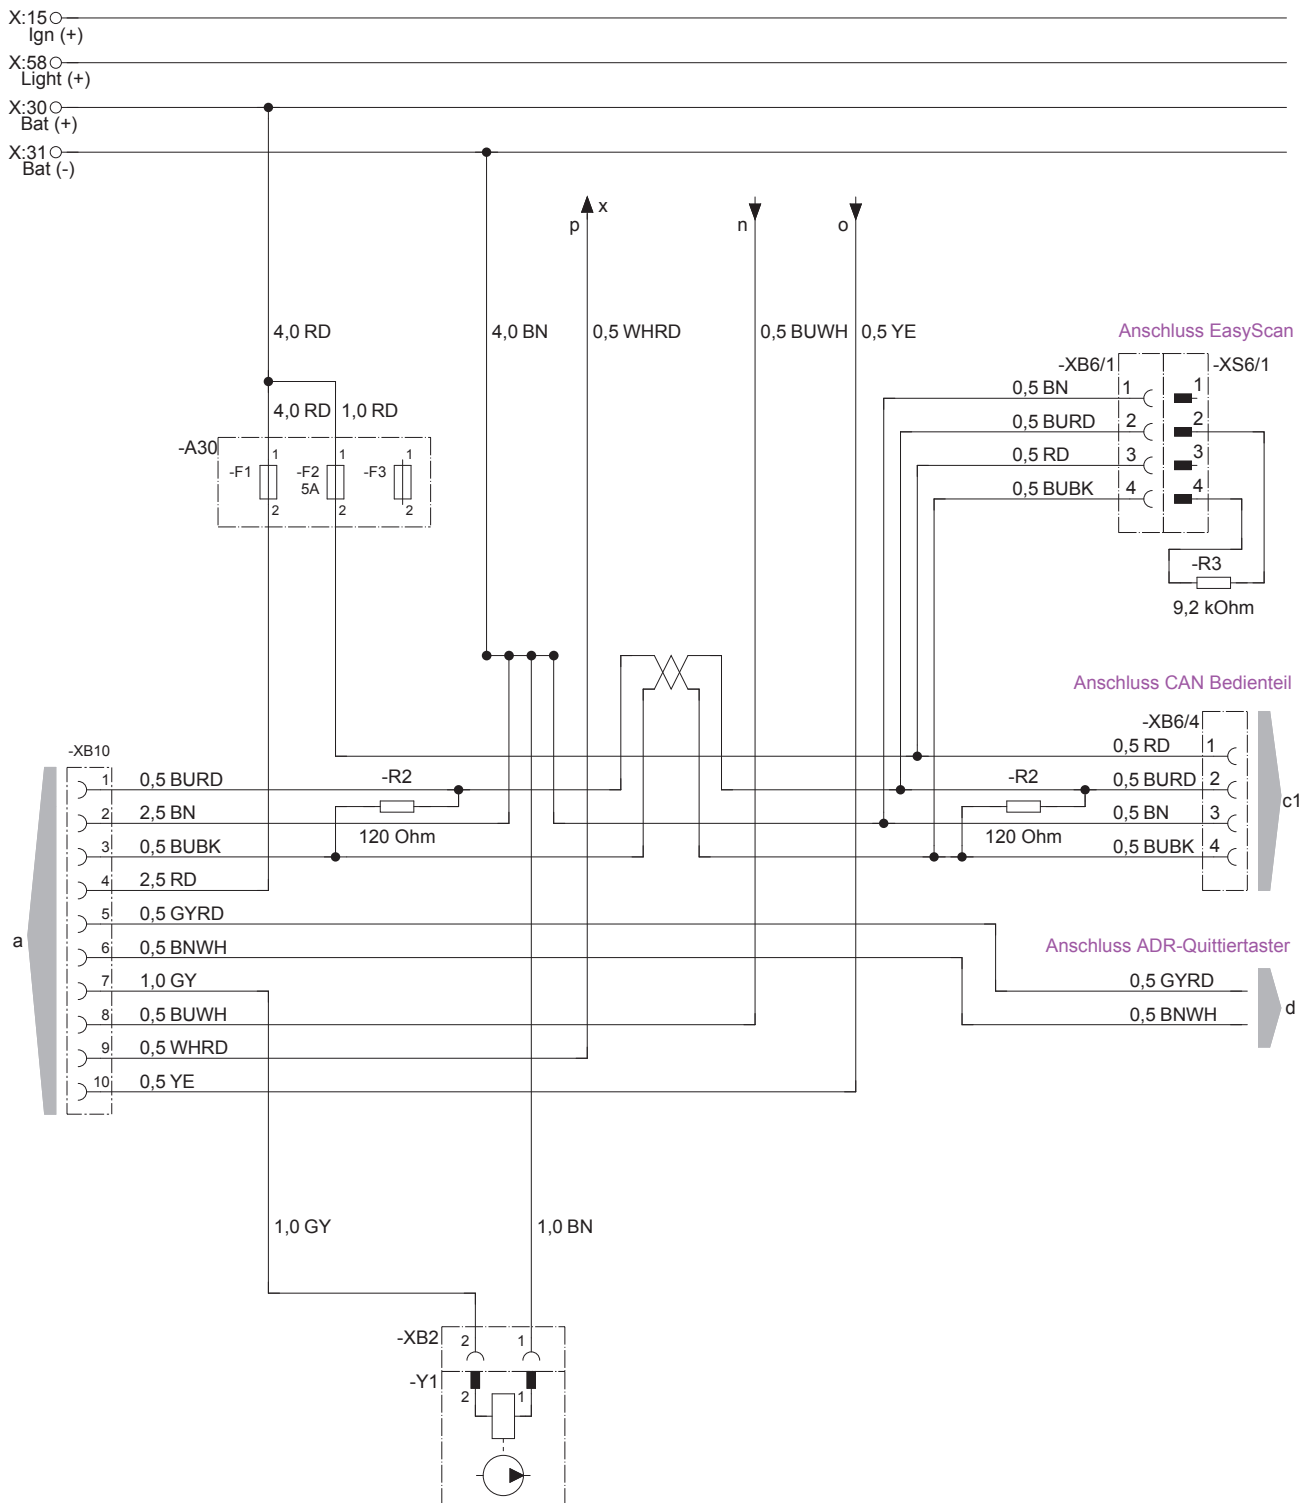 X:15
Ign (+)
X:58
Light (+)
X:30
Bat (+)
X:31
Bat (-)
p
x
n
o
4,0 RD
4,0 BN
0,5 WHRD
0,5 BUWH
0,5 YE
Anschluss EasyScan
-XB6/1
-XS6/1
0,5 BN
1
1
0,5 BURD
2
2
0,5 RD
3
3
0,5 BUBK
4
4
-R3
9,2 kOhm
4,0 RD
1,0 RD
-A30
-F1
1
2
-F2
5A
1
2
-F3
1
2
Anschluss CAN Bedienteil
-XB6/4
0,5 RD
1
0,5 BURD
2
0,5 BN
3
0,5 BUBK
4
c1
-R2
120 Ohm
-R2
120 Ohm
-XB10
a
1
0,5 BURD
2
2,5 BN
3
0,5 BUBK
4
2,5 RD
5
0,5 GYRD
6
0,5 BNWH
7
1,0 GY
8
0,5 BUWH
9
0,5 WHRD
10
0,5 YE
Anschluss ADR-Quittiertaster
0,5 GYRD
0,5 BNWH
d
1,0 GY
1,0 BN
-XB2
2
1
-Y1
2
1